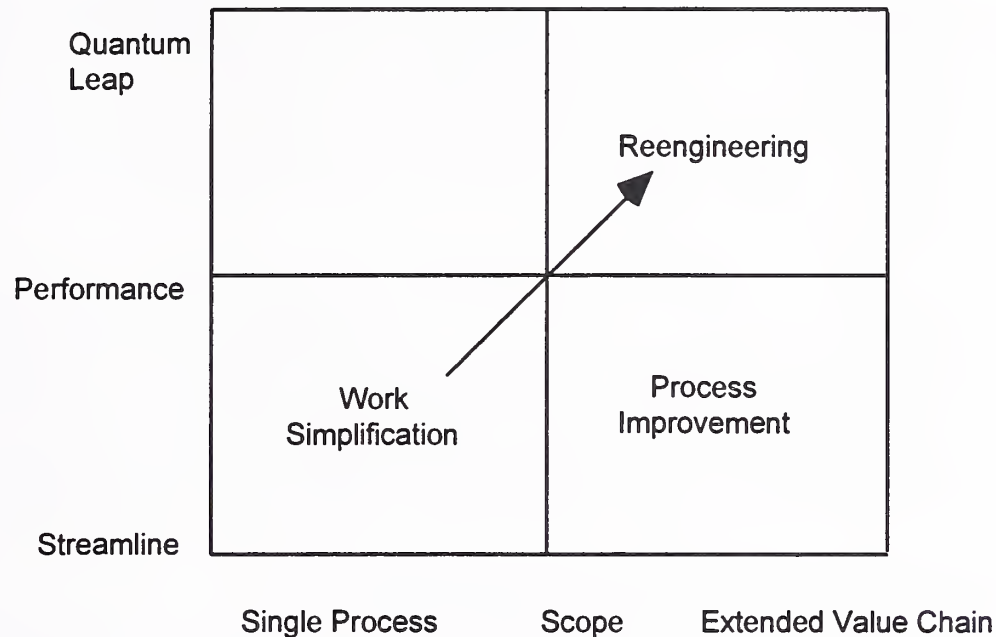 Quantum
Leap
Reengineering
Performance
Work
Simplification
Process
Improvement
Streamline
Single Process
Scope
Extended Value Chain